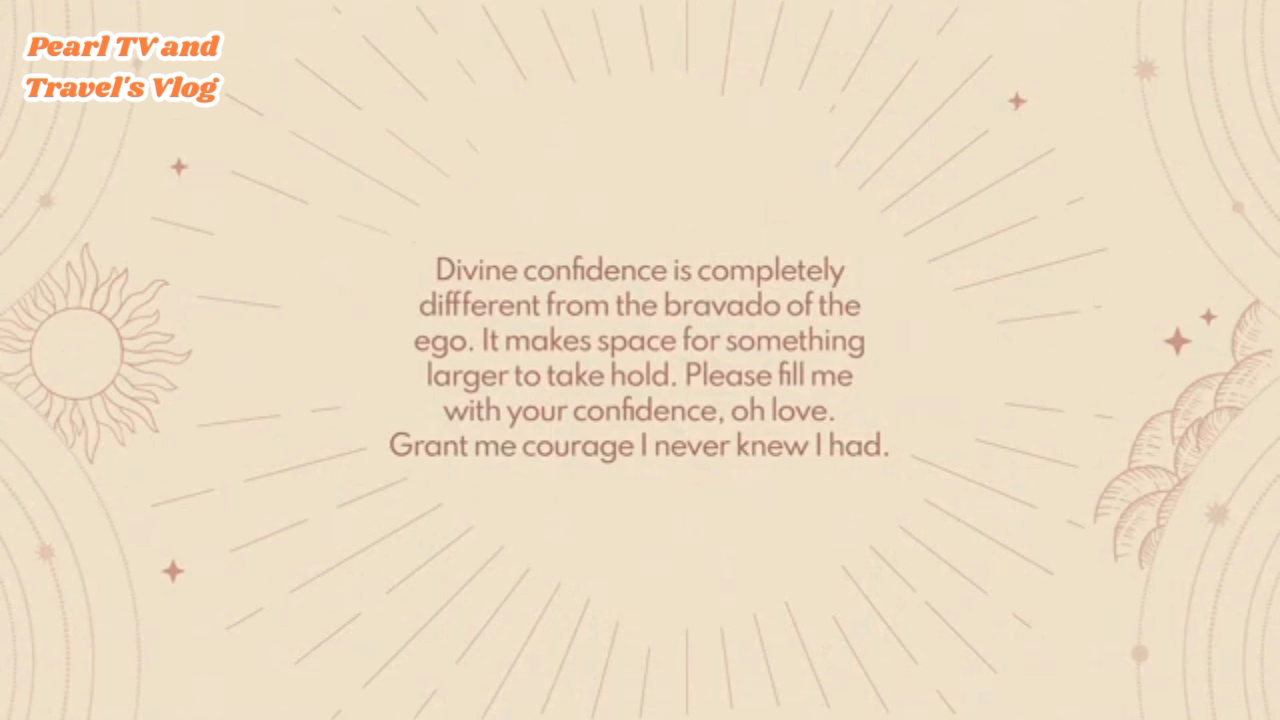 Pearl TV and
Travel's Vlog
Divine confidence is completely
diffferent from the bravado of the
ego. It makes space for something
larger to take hold. Please fill me
with your confidence, oh love.
Grant me courage I never knew I had.